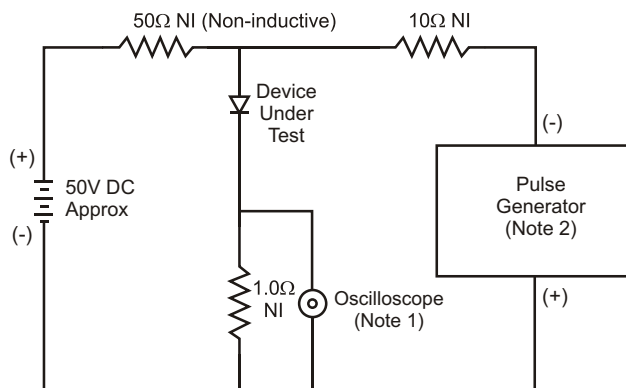 50Ω NI (Non-inductive)
10Ω NI
Device
Under
Test
(-)
(+)
50V DC
Approx
(-)
Pulse
Generator
(Note 2)
1.0Ω
NI
Oscilloscope
(Note 1)
(+)